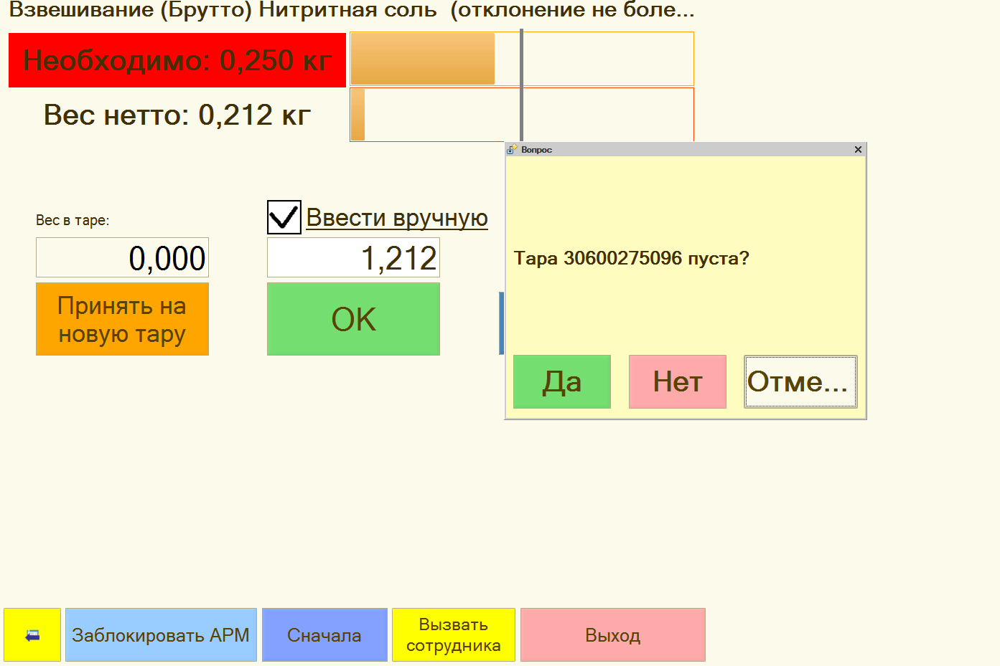 Взвешивание (Брутто) Нитритная соль  (отклонение не боле...
Необходимо: 0,250 кг
Вес нетто: 0,212 кг
Вопрос
Тара 30600275096 пуста?
Да
Нет
Отме...
Вес в таре:
Ввести вручную
0,000
1,212
Принять на
новую тару
OK
Заблокировать АРМ
Сначала
Вызвать
сотрудника
Выход